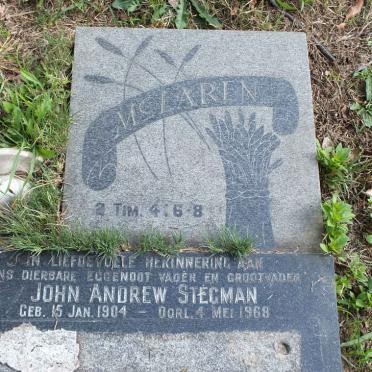 McLAREN
2 TIM. 4:6-8
IN LIEFDEVOLLE HERINNERING AAN
ONS DIERBARE EGGENOOT VADER EN GROOTVADER
JOHN ANDREW STEGMAN
GEB. 15 JAN. 1904 - OORL. 4 MEI 1968